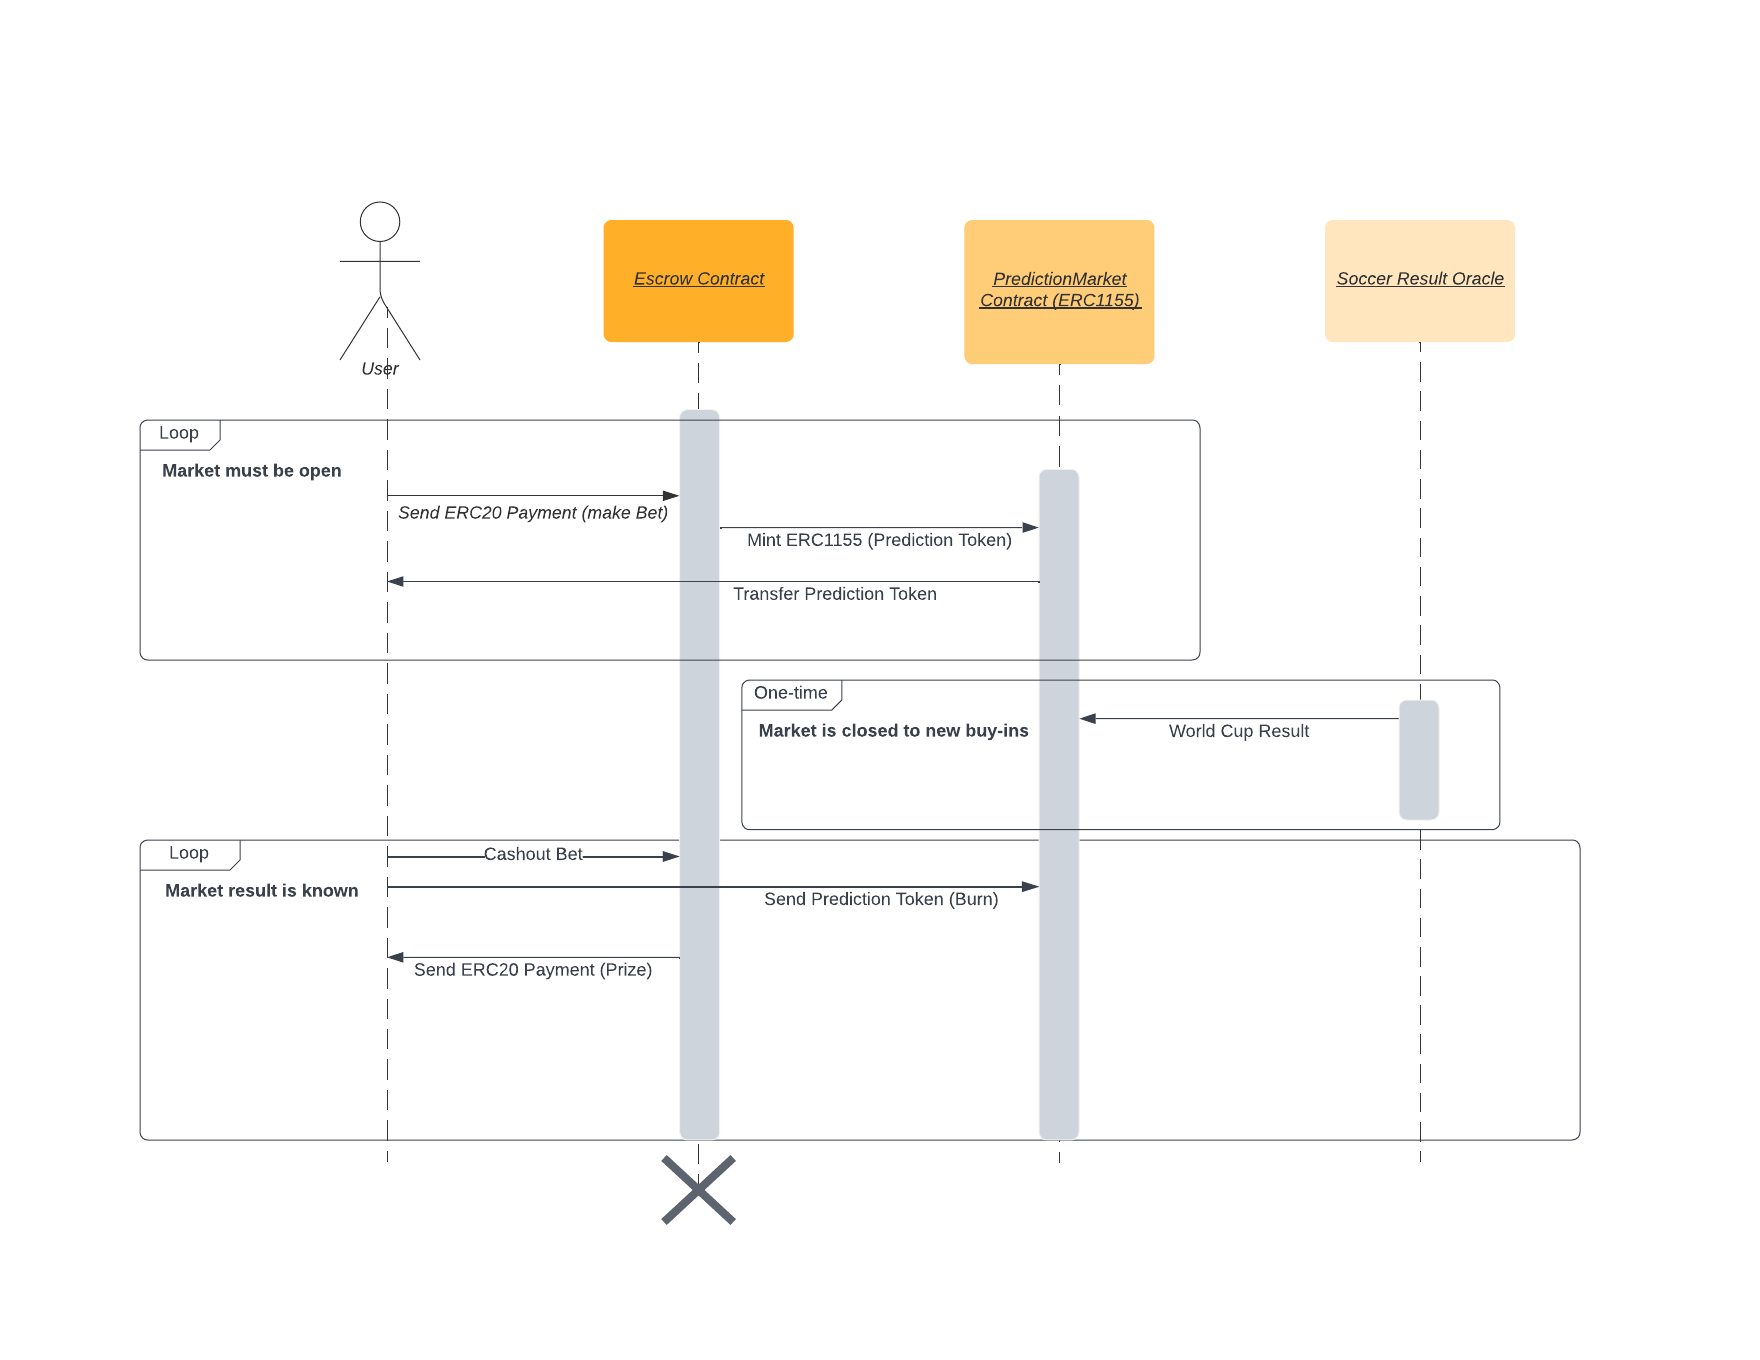 User
Escrow Contract
PredictionMarket
Contract (ERC1155)
Soccer Result Oracle
Loop
Market must be open
Send ERC20 Payment (make Bet)
Mint ERC1155 (Prediction Token)
Transfer Prediction Token
One-time
Market is closed to new buy-ins
World Cup Result
Loop
Cashout Bet
Market result is known
Send Prediction Token (Burn)
Send ERC20 Payment (Prize)